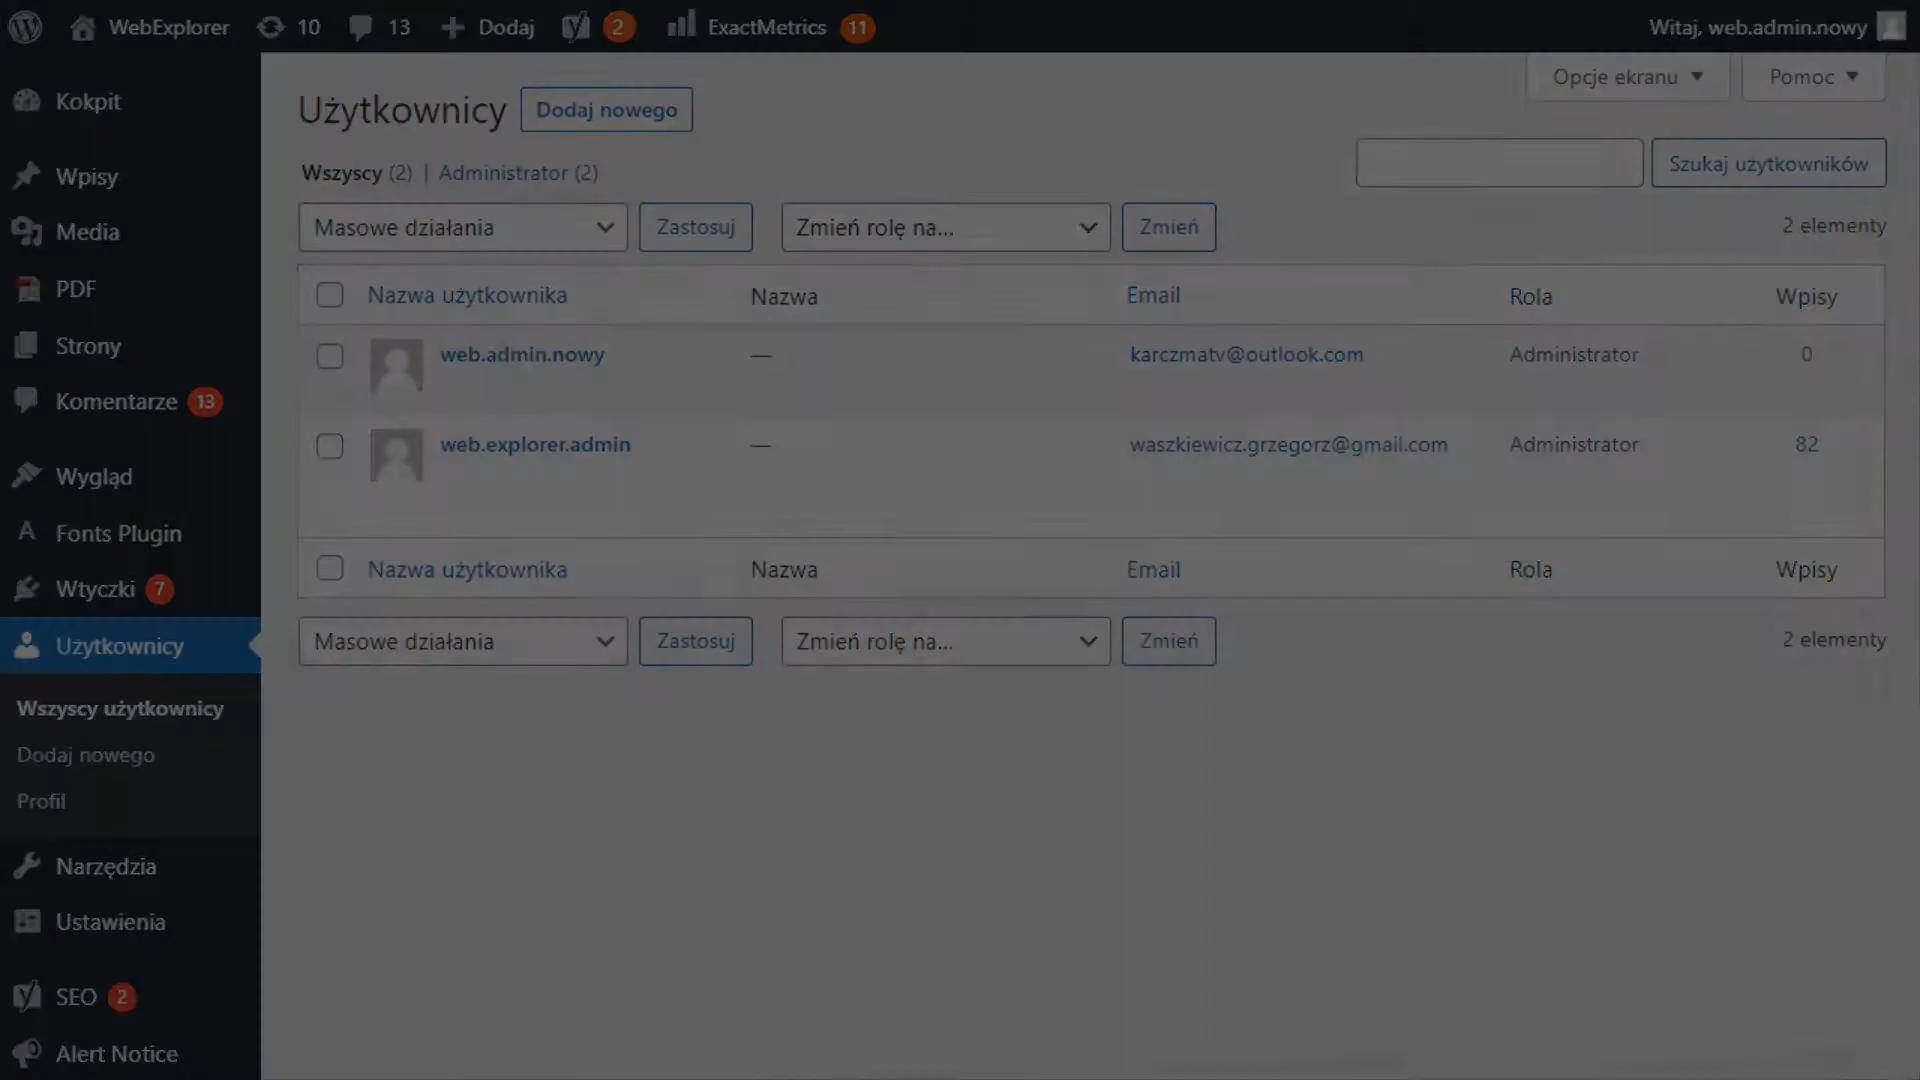 WebExplorer 10 13 Dodaj 2 ExactMetrics 11 Witaj, web.admin.nowy
Kokpit
Wpisy
Media
PDF
Strony
Komentarze 13
Wygląd
A Fonts Plugin
Wtyczki 7
Użytkownicy
Wszyscy użytkownicy
Dodaj nowego
Profil
Narzędzia
Ustawienia
SEO 2
Alert Notice
Opcje ekranu Pomoc
Użytkownicy Dodaj nowego
Wszyscy (2) | Administrator (2) Szukaj użytkowników
Masowe działania Zastosuj Zmień rolę na... Zmień 2 elementy
Nazwa użytkownika Nazwa Email Rola Wpisy
web.admin.nowy — karczmatv@outlook.com Administrator 0
web.explorer.admin — waszkiewicz.grzegorz@gmail.com Administrator 82
Nazwa użytkownika Nazwa Email Rola Wpisy
Masowe działania Zastosuj Zmień rolę na... Zmień 2 elementy